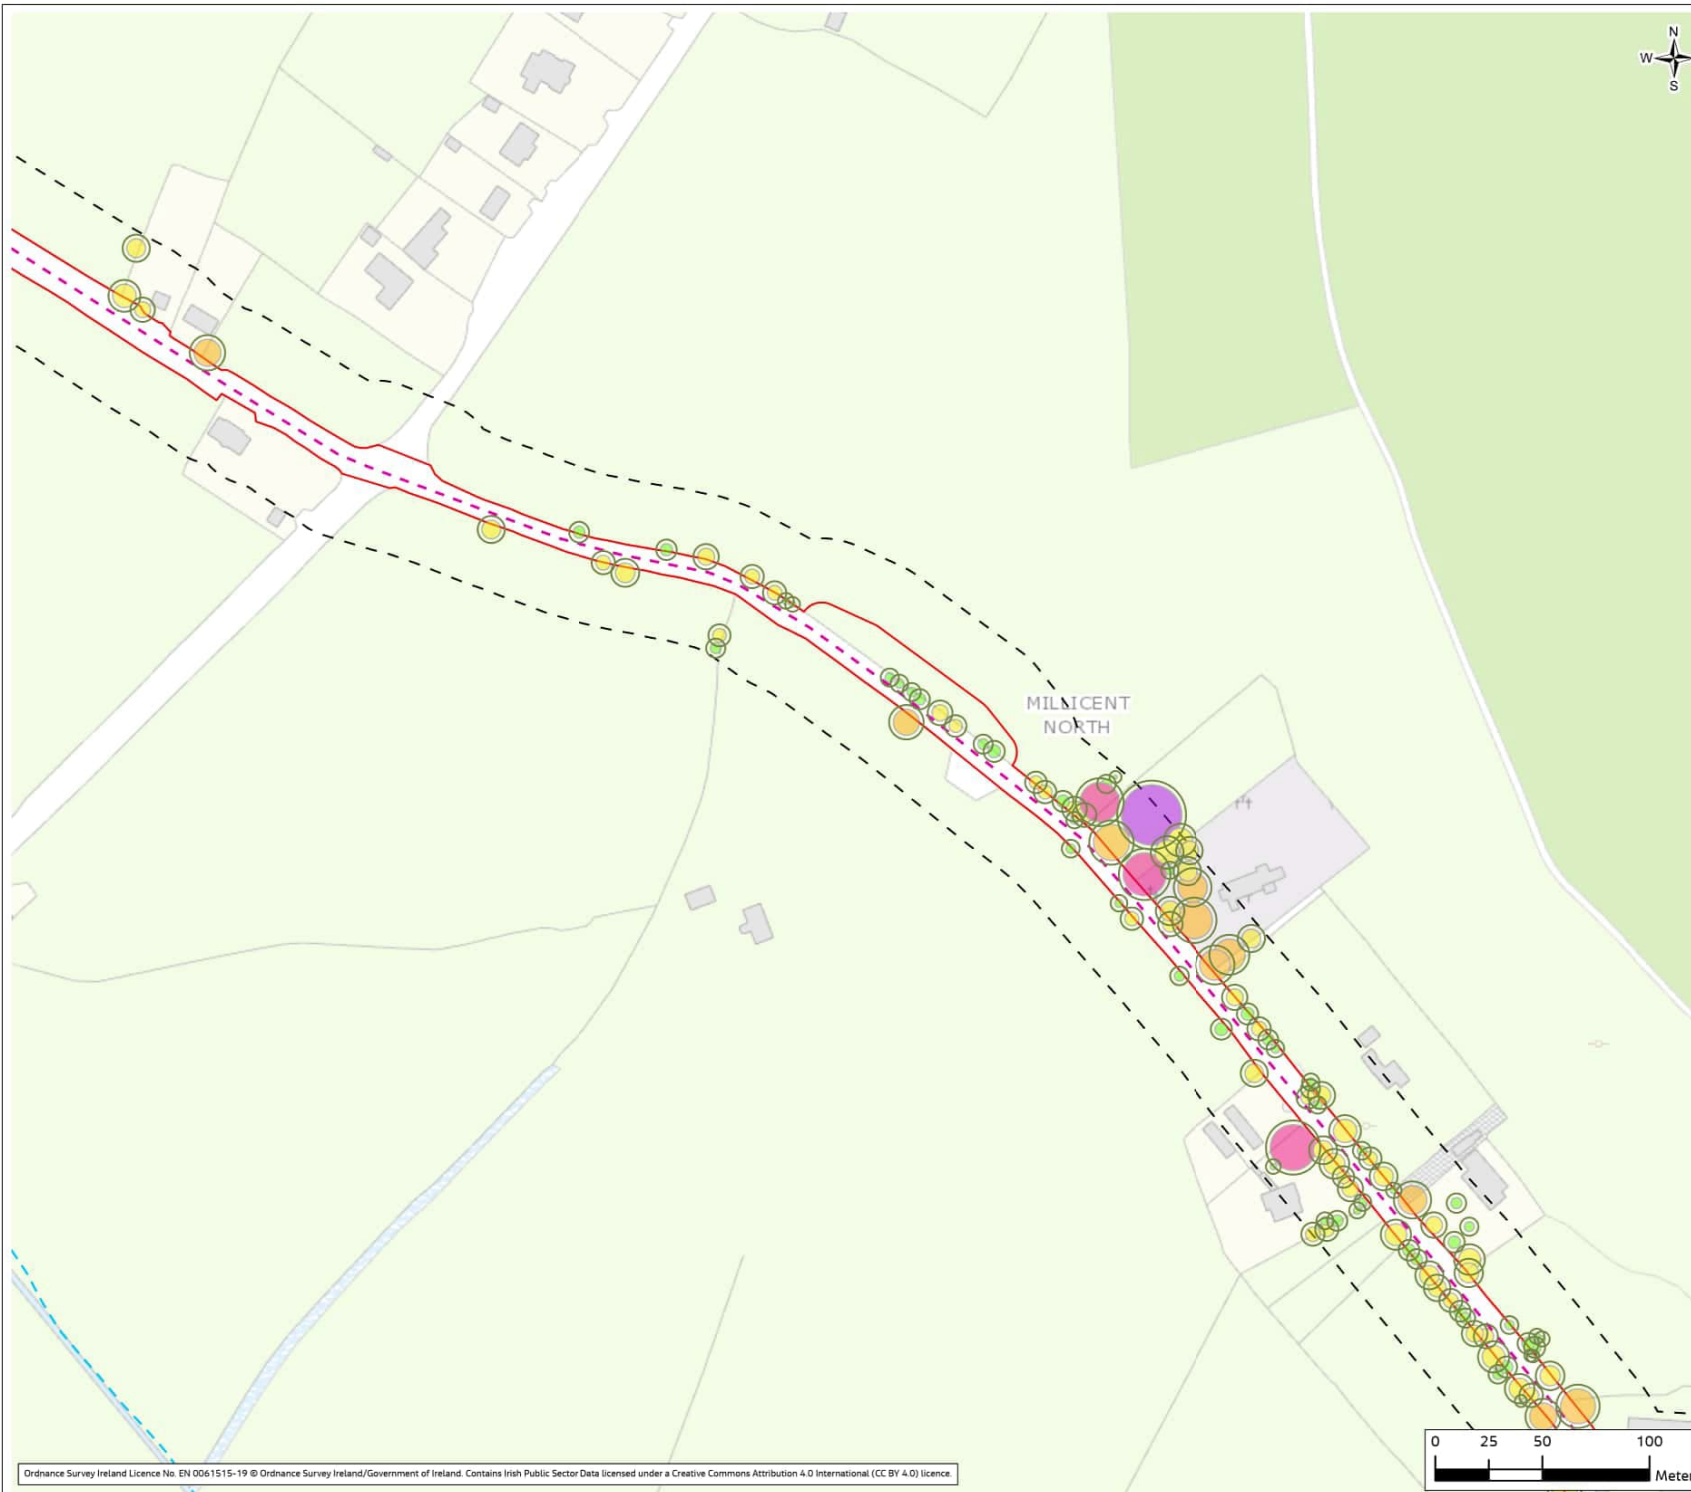 N
W
S
MILLICENT
NORTH
0 25 50 100
Meter
Ordnance Survey Ireland Licence No. EN 0061515-19 © Ordnance Survey Ireland/Government of Ireland. Contains Irish Public Sector Data licensed under a Creative Commons Attribution 4.0 International (CC BY 4.0) licence.